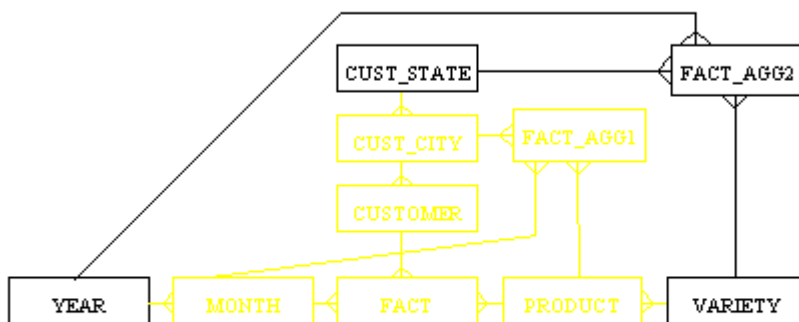 CUST_STATE
FACT_AGG2
CUST_CITY
FACT_AGG1
CUSTOMER
YEAR
MONTH
FACT
PRODUCT
VARIETY